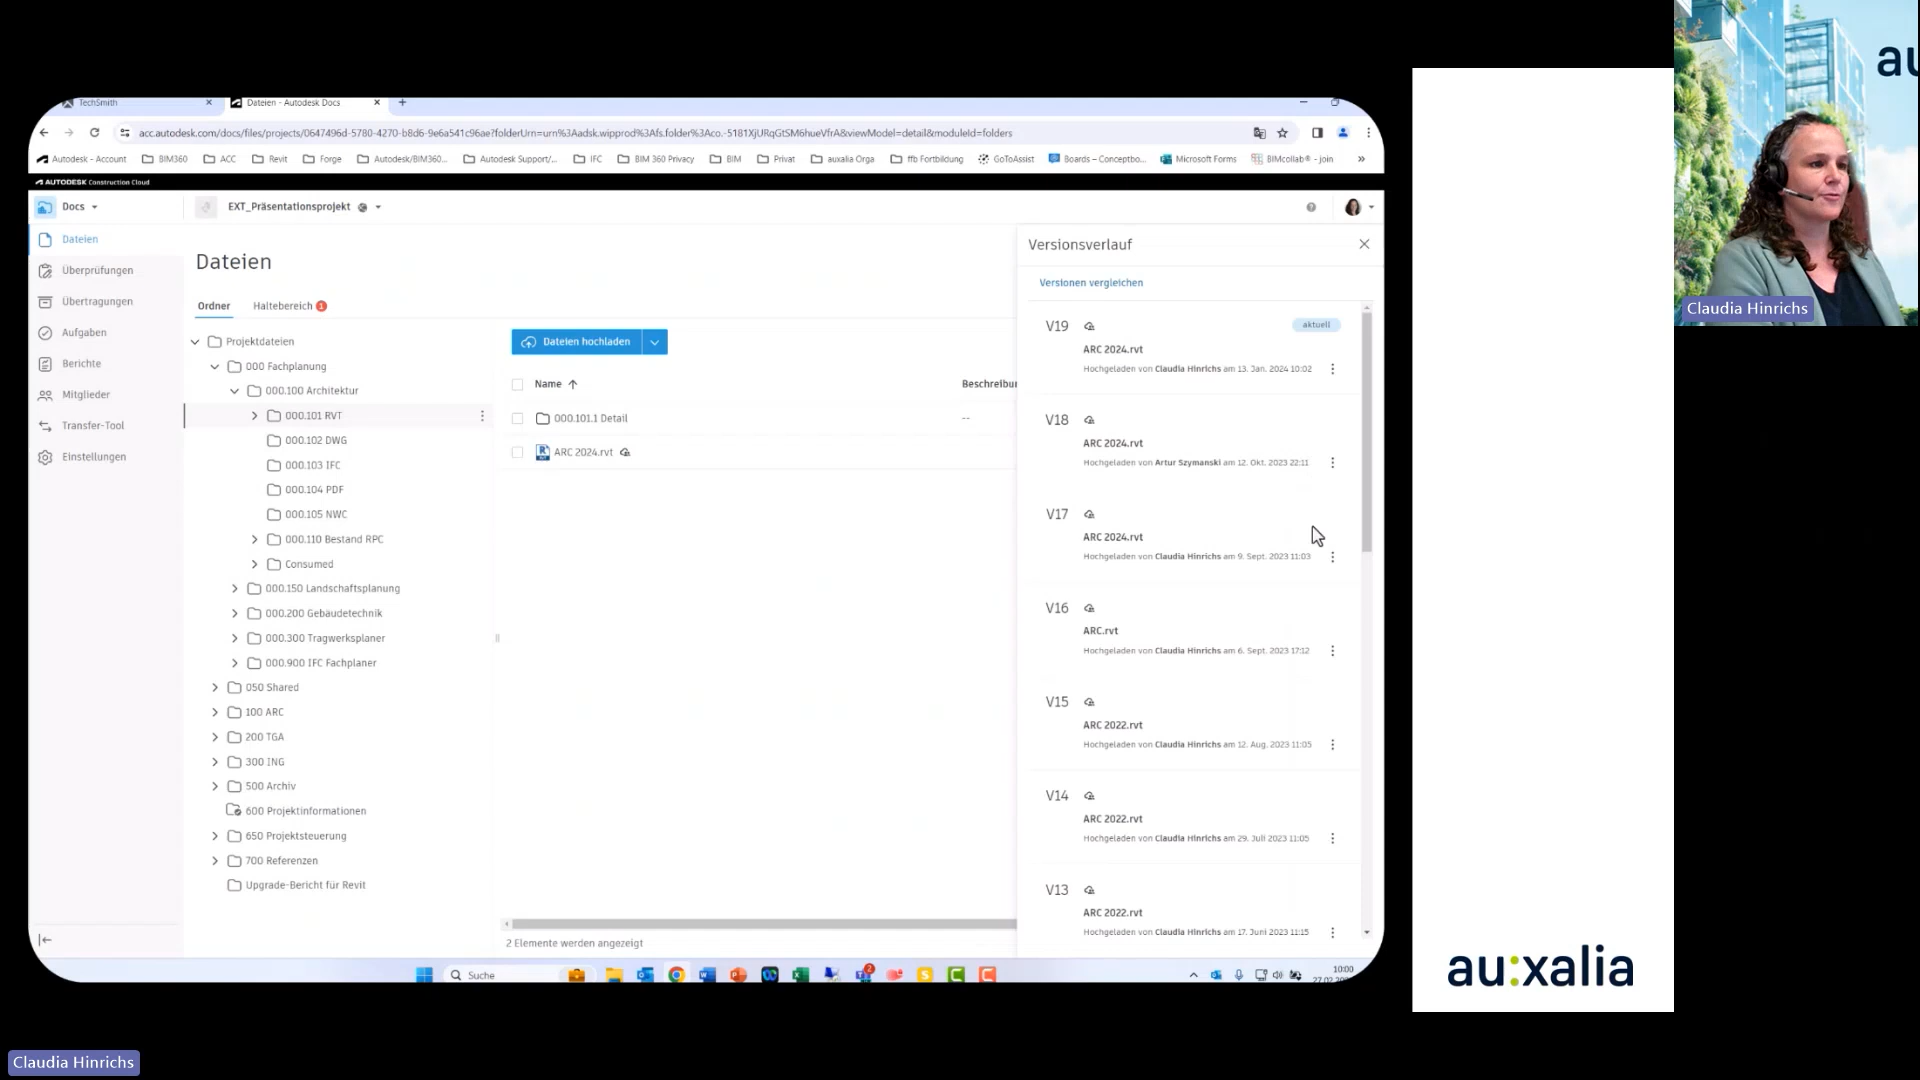 TechSmith
Dateien - Autodesk Docs
acc.autodesk.com/docs/files/projects/0647496d-5780-4270-b8d6-9e6a541c96ae?folderUrn=urn%3Aadsk.wipprod%3Afs.folder%3Aco.-5181XjURqGtSM6hueVfrA&viewModel=detail&moduleId=folders
Autodesk - Account
BIM360
ACC
Revit
Forge
Autodesk/BIM360...
Autodesk Support/...
IFC
BIM 360 Privacy
BIM
Privat
auxalia Orga
ffb Fortbildung
GoToAssist
Boards – Conceptbo...
Microsoft Forms
BIMcollab® - join
AUTODESK Construction Cloud
Docs
EXT_Präsentationsprojekt
Dateien
Überprüfungen
Übertragungen
Aufgaben
Berichte
Mitglieder
Transfer-Tool
Einstellungen
Dateien
Ordner
Haltebereich 1
Projektdateien
000 Fachplanung
000.100 Architektur
000.101 RVT
000.102 DWG
000.103 IFC
000.104 PDF
000.105 NWC
000.110 Bestand RPC
Consumed
000.150 Landschaftsplanung
000.200 Gebäudetechnik
000.300 Tragwerksplaner
000.900 IFC Fachplaner
050 Shared
100 ARC
200 TGA
300 ING
500 Archiv
600 Projektinformationen
650 Projektsteuerung
700 Referenzen
Upgrade-Bericht für Revit
Dateien hochladen
Name
Beschreibun
000.101.1 Detail
--
ARC 2024.rvt
2 Elemente werden angezeigt
Versionsverlauf
Versionen vergleichen
V19
aktuell
ARC 2024.rvt
Hochgeladen von Claudia Hinrichs am 13. Jan. 2024 10:02
V18
ARC 2024.rvt
Hochgeladen von Artur Szymanski am 12. Okt. 2023 22:11
V17
ARC 2024.rvt
Hochgeladen von Claudia Hinrichs am 9. Sept. 2023 11:03
V16
ARC.rvt
Hochgeladen von Claudia Hinrichs am 6. Sept. 2023 17:12
V15
ARC 2022.rvt
Hochgeladen von Claudia Hinrichs am 12. Aug. 2023 11:05
V14
ARC 2022.rvt
Hochgeladen von Claudia Hinrichs am 29. Juli 2023 11:05
V13
ARC 2022.rvt
Hochgeladen von Claudia Hinrichs am 17. Juni 2023 11:15
Suche
2
10:00
au:xalia
au
Claudia Hinrichs
Claudia Hinrichs